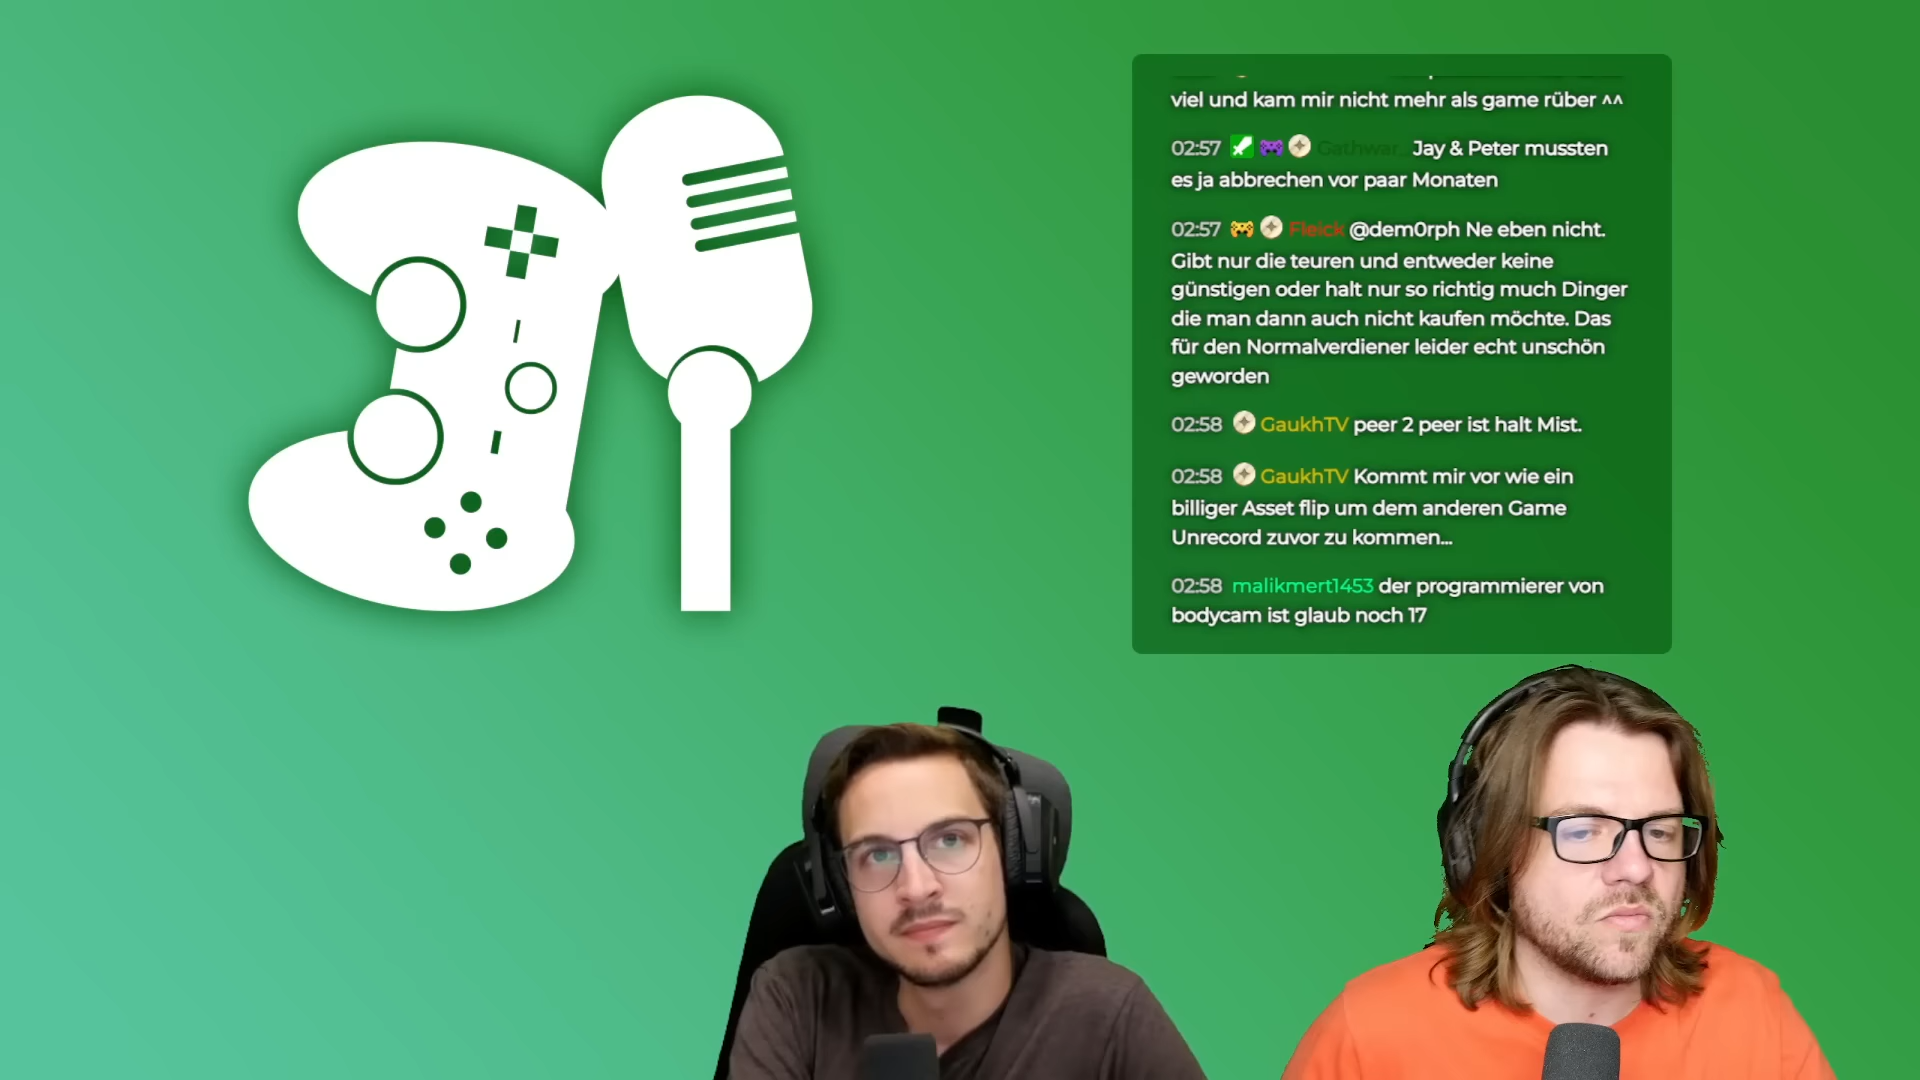 viel und kam mir nicht mehr als game rüber ^^
02:57 Gathwar_ Jay & Peter mussten
es ja abbrechen vor paar Monaten
02:57 Fleick @dem0rph Ne eben nicht.
Gibt nur die teuren und entweder keine
günstigen oder halt nur so richtig much Dinger
die man dann auch nicht kaufen möchte. Das
für den Normalverdiener leider echt unschön
geworden
02:58 GaukhTV peer 2 peer ist halt Mist.
02:58 GaukhTV Kommt mir vor wie ein
billiger Asset flip um dem anderen Game
Unrecord zuvor zu kommen...
02:58 malikmert1453 der programmierer von
bodycam ist glaub noch 17